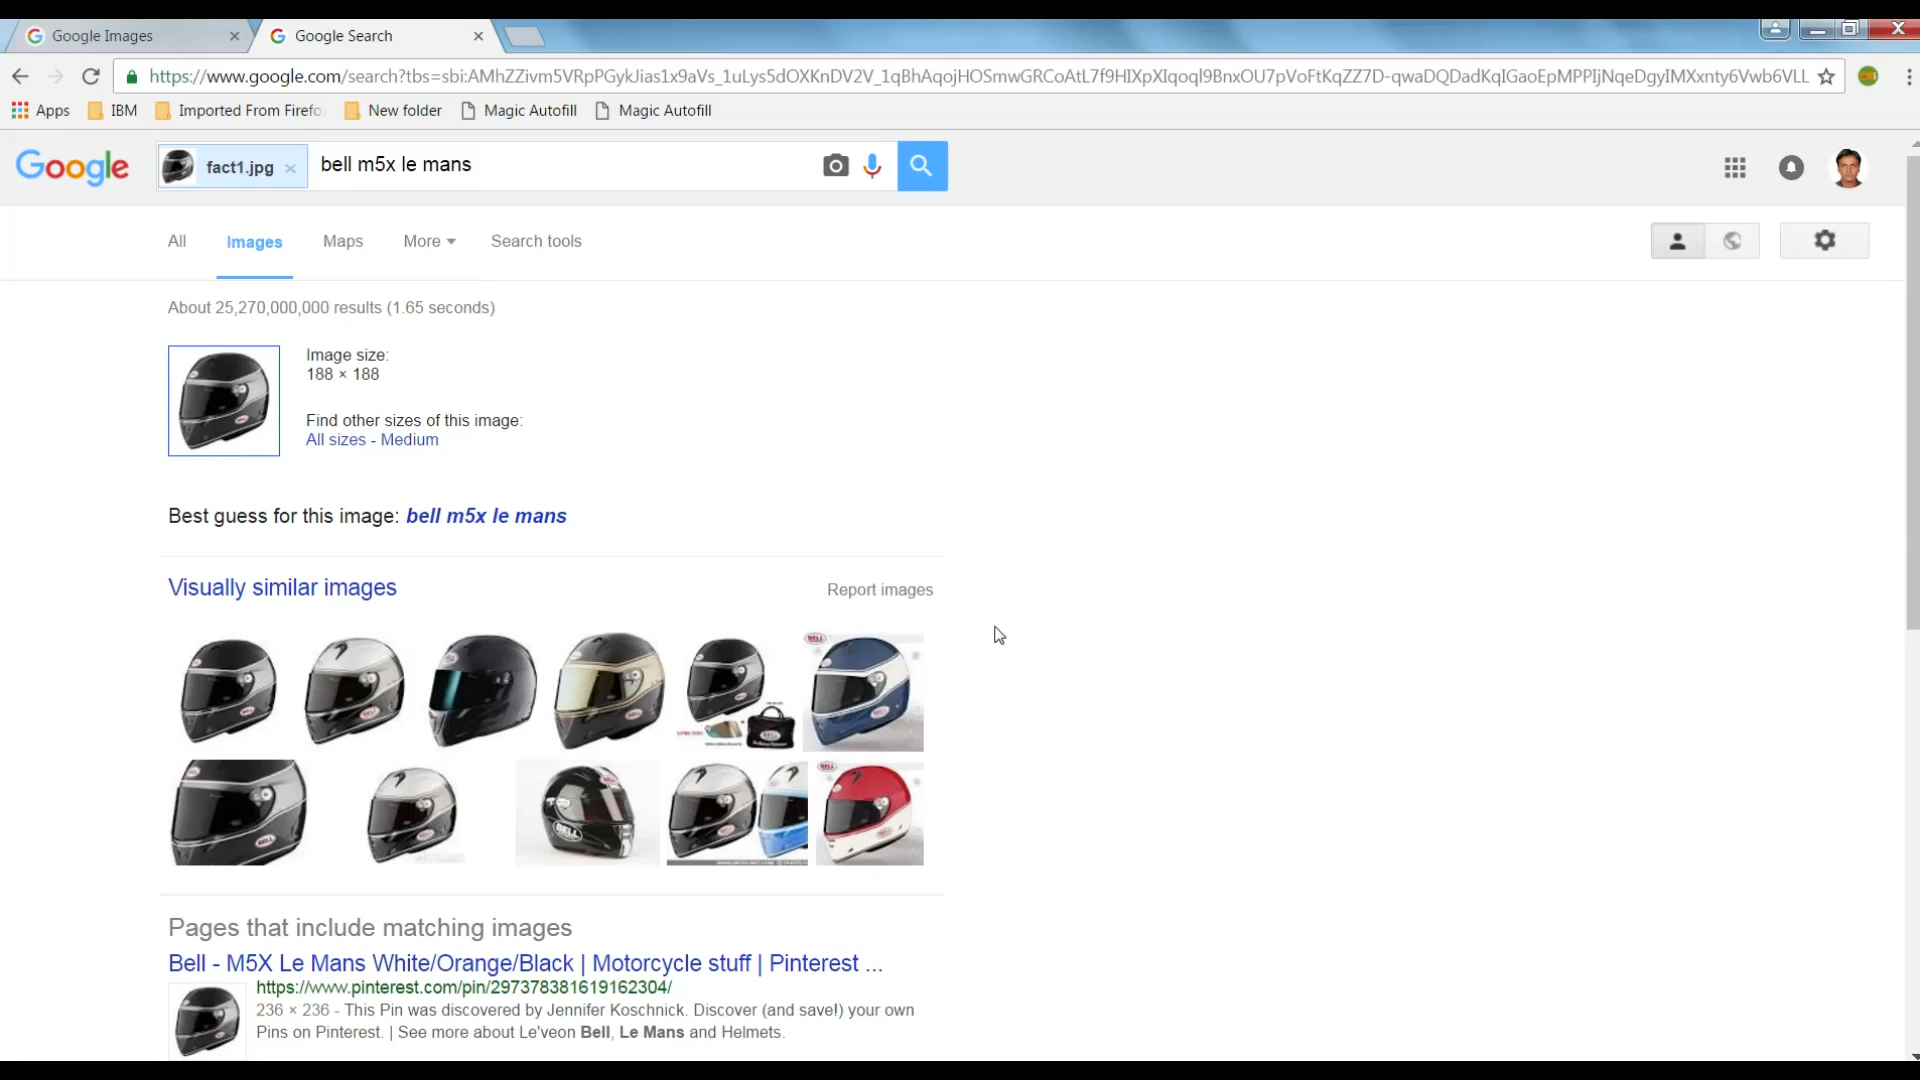 Google Images
Google Search
https://www.google.com/search?tbs=sbi:AMhZZivm5VRpPGykJias1x9aVs_1uLys5dOXKnDV2V_1qBhAqojHOSmwGRCoAtL7f9HIXpXIqoql9BnxOU7pVoFtKqZZ7D-qwaDQDadKqIGaoEpMPPIjNqeDgyIMXxnty6Vwb6VLL
Apps IBM Imported From Firefo New folder Magic Autofill Magic Autofill
Google fact1.jpg bell m5x le mans
All Images Maps More Search tools
About 25,270,000,000 results (1.65 seconds)
Image size:
188 × 188
Find other sizes of this image:
All sizes - Medium
Best guess for this image: bell m5x le mans
Visually similar images Report images
BELL
BELL
BELL
Pages that include matching images
Bell - M5X Le Mans White/Orange/Black | Motorcycle stuff | Pinterest ...
https://www.pinterest.com/pin/297378381619162304/
236 × 236 - This Pin was discovered by Jennifer Koschnick. Discover (and save!) your own
Pins on Pinterest. | See more about Le'veon Bell, Le Mans and Helmets.